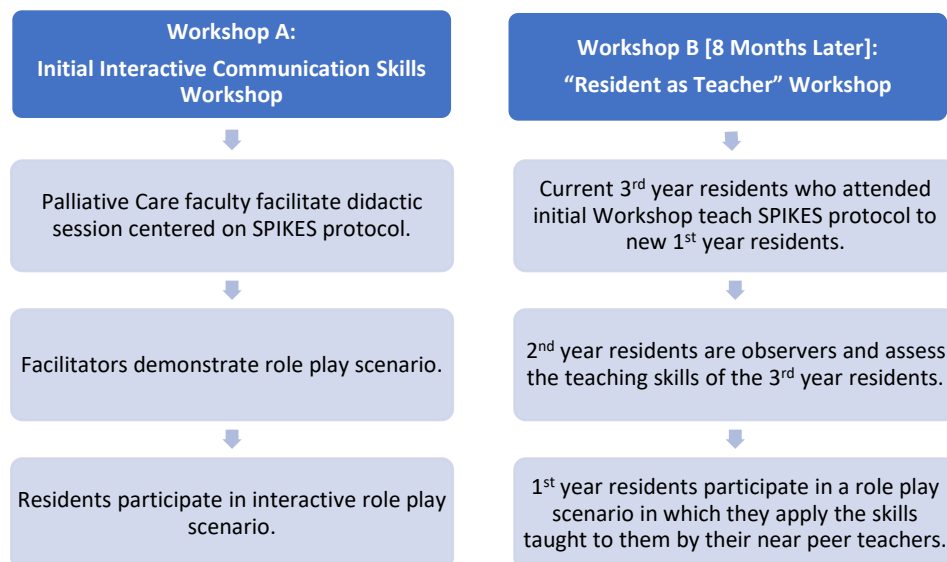 Workshop A:
Initial Interactive Communication Skills
Workshop
Palliative Care faculty facilitate didactic
session centered on SPIKES protocol.
Facilitators demonstrate role play scenario.
Residents participate in interactive role play
scenario.
Workshop B [8 Months Later]:
“Resident as Teacher” Workshop
Current 3rd year residents who attended
initial Workshop teach SPIKES protocol to
new 1st year residents.
2nd year residents are observers and assess
the teaching skills of the 3rd year residents.
1st year residents participate in a role play
scenario in which they apply the skills
taught to them by their near peer teachers.